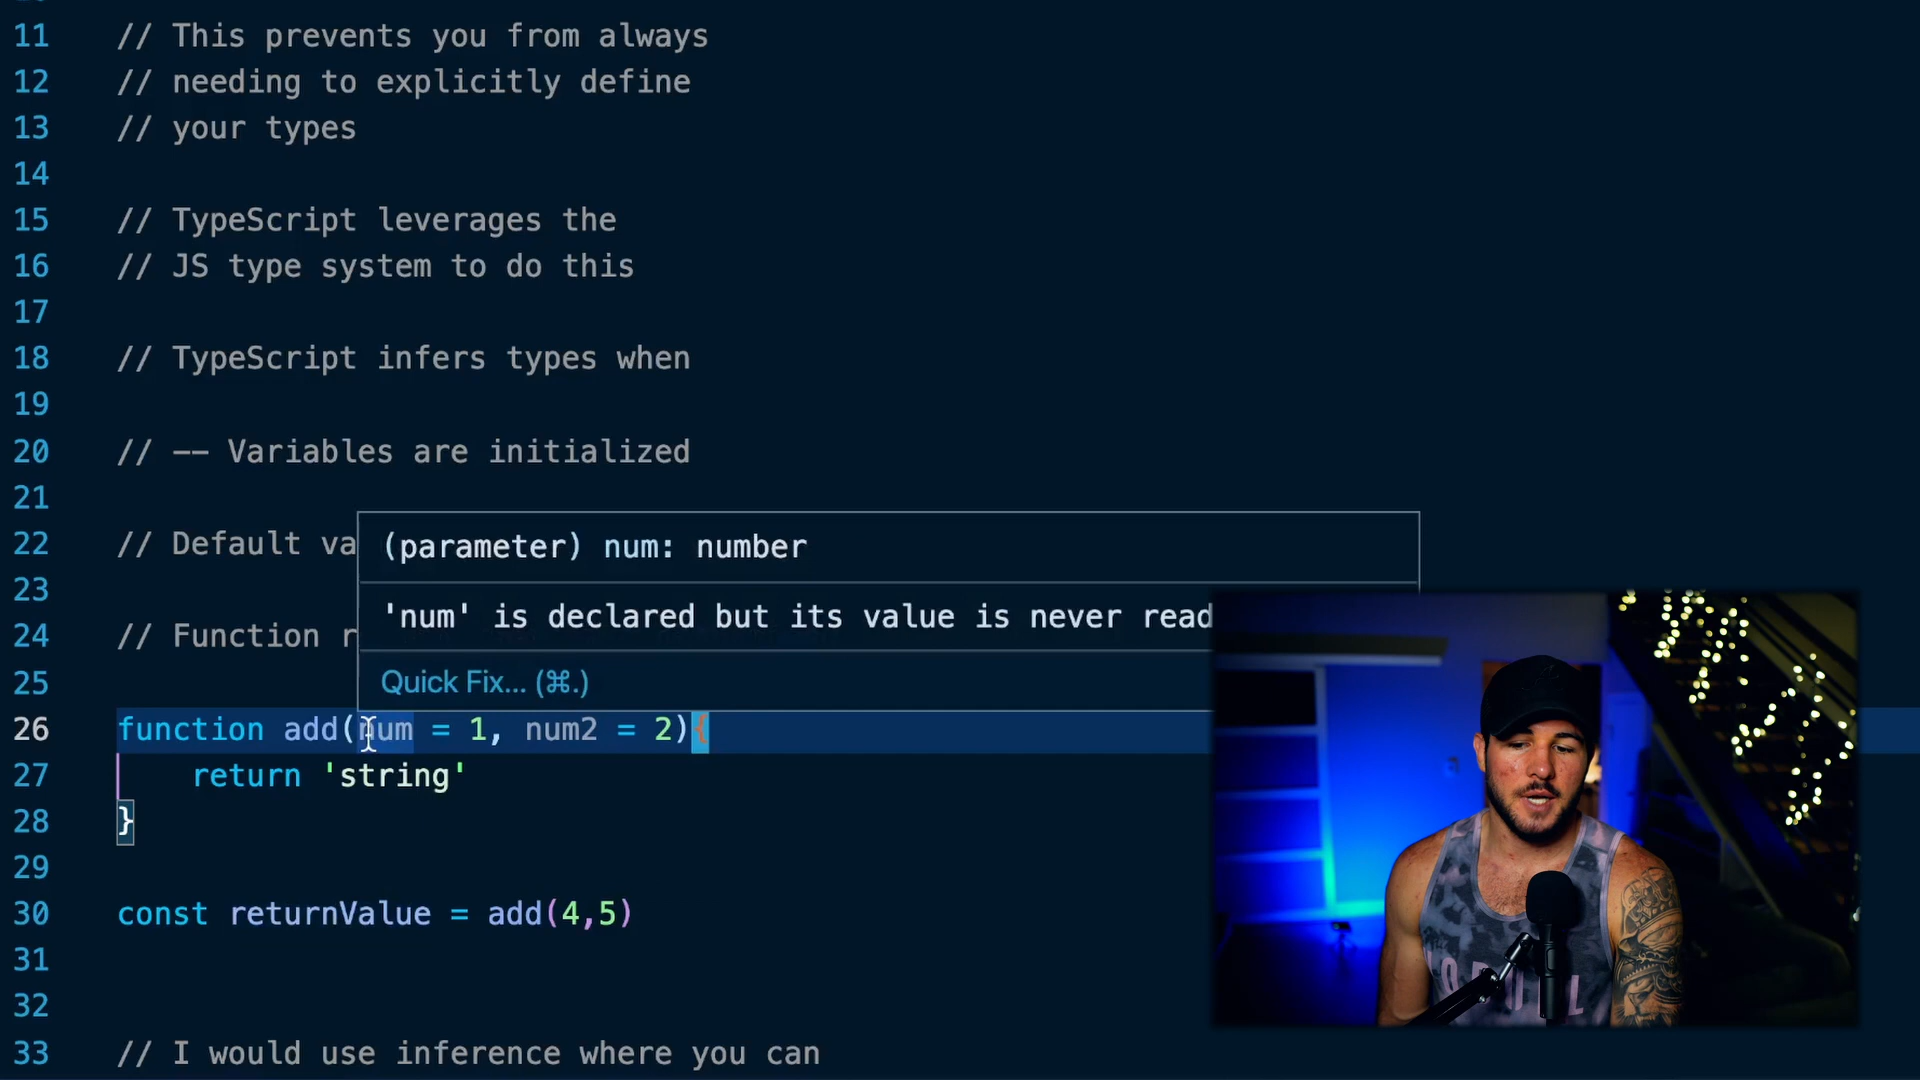 11 // This prevents you from always
12 // needing to explicitly define
13 // your types
14
15 // TypeScript leverages the
16 // JS type system to do this
17
18 // TypeScript infers types when
19
20 // -- Variables are initialized
21
22 // Default va
(parameter) num: number
23
'num' is declared but its value is never read
24 // Function r
Quick Fix... (⌘.)
25
26 function add(num = 1, num2 = 2){
27 return 'string'
28 }
29
30 const returnValue = add(4,5)
31
32
33 // I would use inference where you can